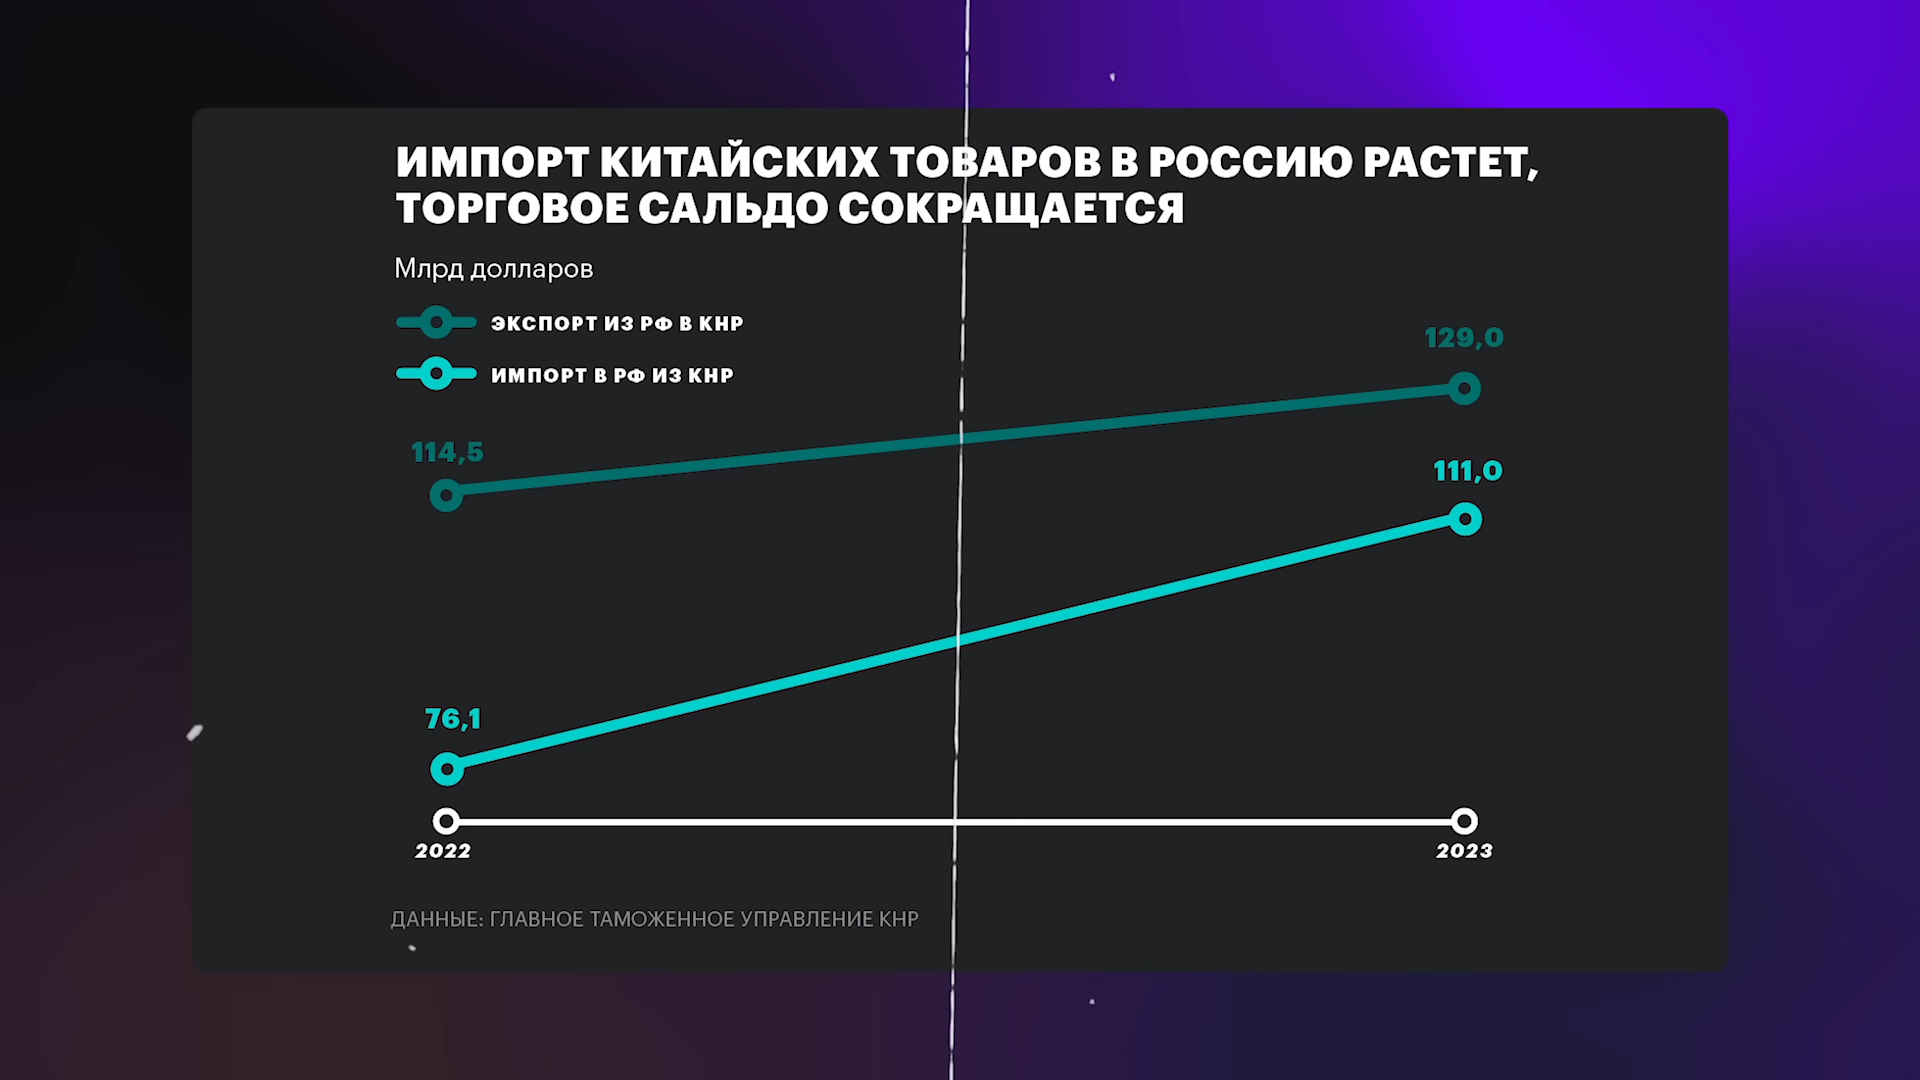 ИМПОРТ КИТАЙСКИХ ТОВАРОВ В РОССИЮ РАСТЕТ,
ТОРГОВОЕ САЛЬДО СОКРАЩАЕТСЯ
Млрд долларов
ЭКСПОРТ ИЗ РФ В КНР
ИМПОРТ В РФ ИЗ КНР
129,0
114,5
111,0
76,1
2022 2023
ДАННЫЕ: ГЛАВНОЕ ТАМОЖЕННОЕ УПРАВЛЕНИЕ КНР